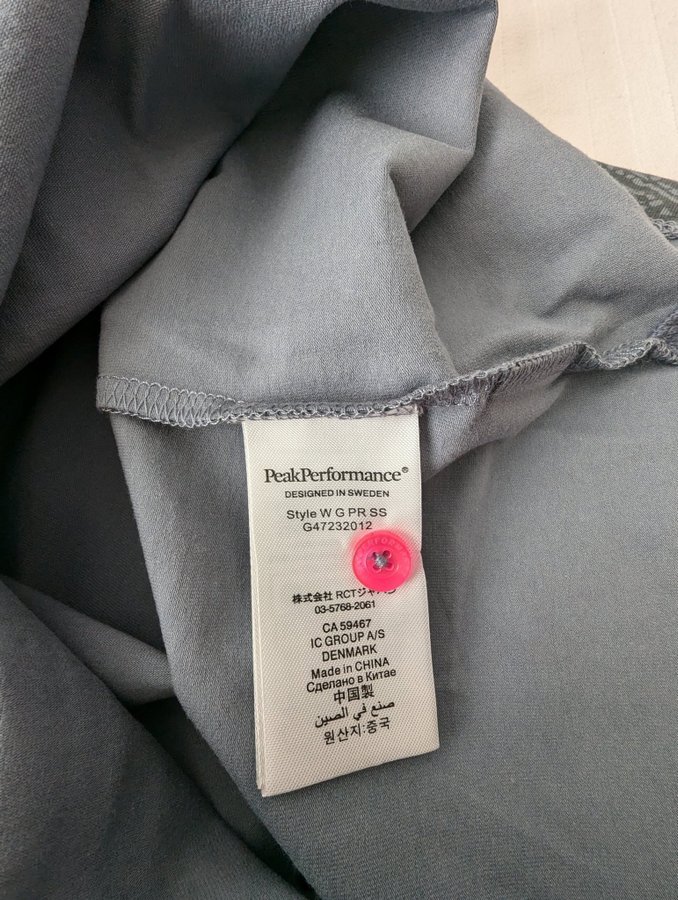 PeakPerformance®
DESIGNED IN SWEDEN
Style W G PR SS
G47232012
株式会社 RCTジャパン
03-5768-2061
CA 59467
IC GROUP A/S
DENMARK
Made in CHINA
Сделано в Китае
中国製
صنع في الصين
원산지:중국